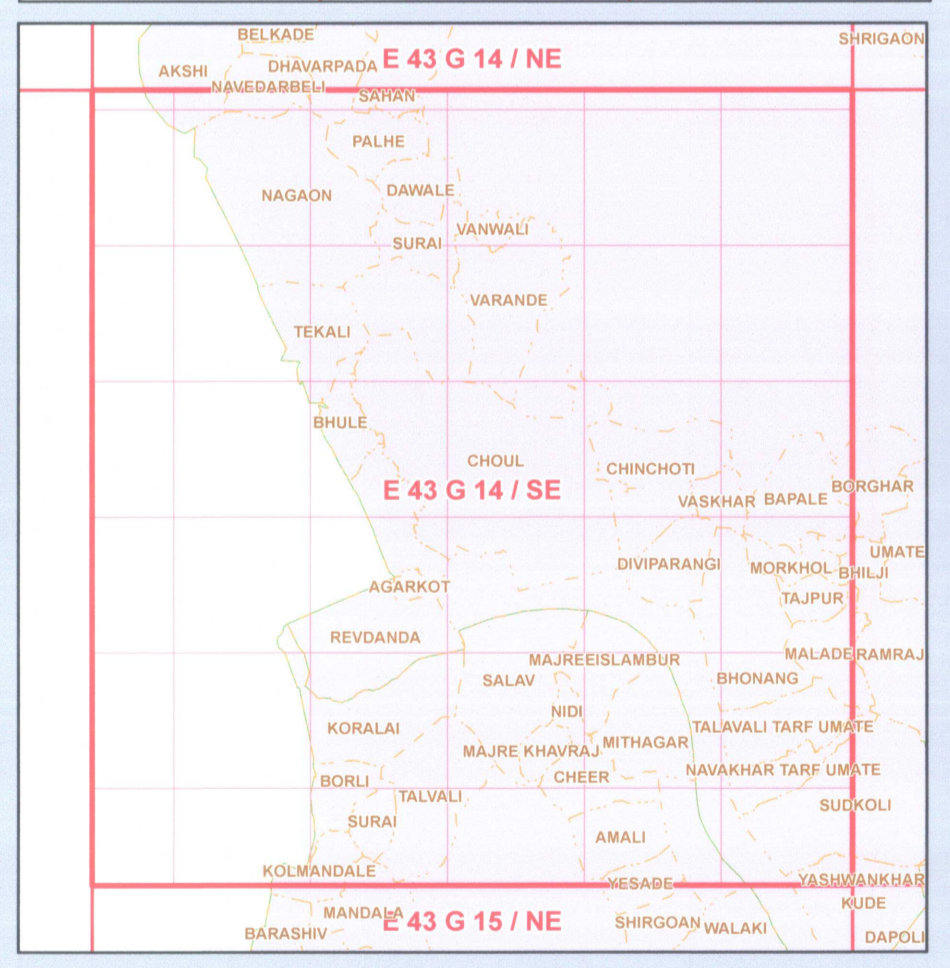 BELKADE
SHRIGAON
E 43 G 14 / NE
DHAVARPADA
AKSHI
NAVEDARBELI
SAHAN
PALHE
DAWALE
NAGAON
VANWALI
SURAI
VARANDE
TEKALI
BHULE
CHOUL
CHINCHOTI
E 43 G 14 / SE
BORGHAR
BAPALE
VASKHAR
UMATE
DIVIPARANGI
MORKHOL
BHILJI
AGARKOT
TAJPUR
REVDANDA
MALADE
RAMRAJ
MAJREEISLAMBUR
SALAV
BHONANG
NIDI
KORALAI
TALAVALI TARF UMATE
MITHAGAR
MAJRE KHAVRAJ
NAVAKHAR TARF UMATE
CHEER
BORLI
TALVALI
SUDKOLI
SURAI
AMALI
KOLMANDALE
YASHWANKHAR
YESADE
KUDE
MANDALA
E 43 G 15 / NE
SHIRGOAN
WALAKI
BARASHIV
DAPOLI